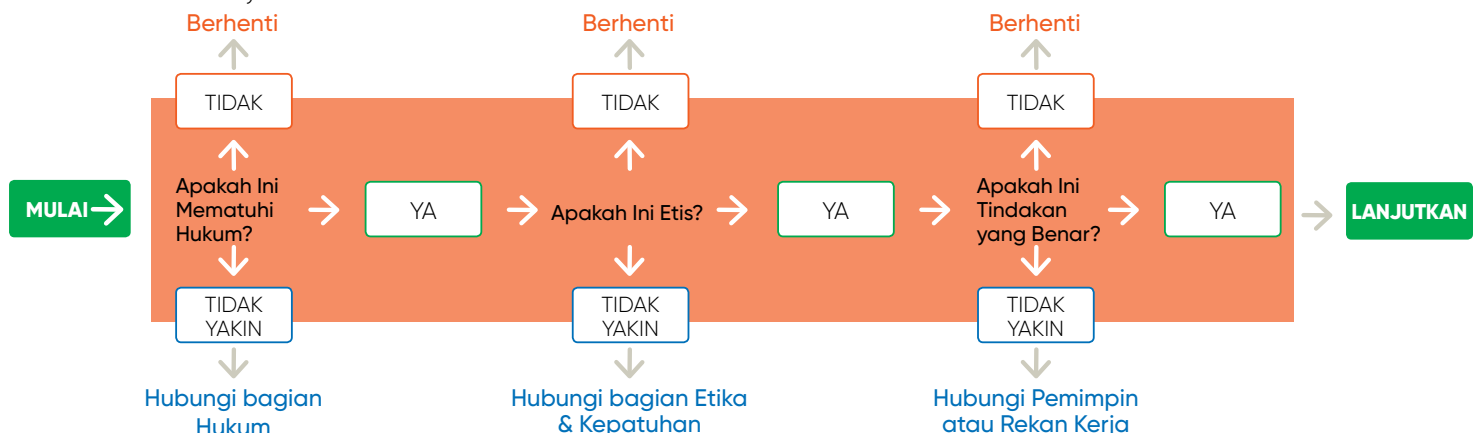 Berhenti
Berhenti
Berhenti
TIDAK
TIDAK
TIDAK
MULAI
Apakah Ini
Mematuhi
Hukum?
YA
Apakah Ini Etis?
YA
Apakah Ini
Tindakan
yang Benar?
YA
LANJUTKAN
TIDAK
YAKIN
TIDAK
YAKIN
TIDAK
YAKIN
Hubungi bagian
Hukum
Hubungi bagian Etika
& Kepatuhan
Hubungi Pemimpin
atau Rekan Kerja